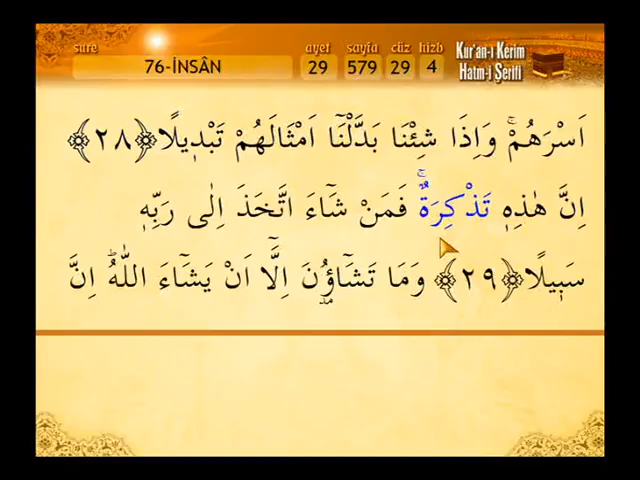 sure ayet sayfa cüz hizb Kur'an-ı Kerim
76-İNSÂN 29 579 29 4 Hatm-i Şerifi
اَسْرَهُمْۚ وَاِذَا شِئْنَا بَدَّلْنَٓا اَمْثَالَهُمْ تَبْد۪يلًا ﴿٢٨﴾
اِنَّ هٰذِه۪ تَذْكِرَةٌۚ فَمَنْ شَٓاءَ اتَّخَذَ اِلٰى رَبِّه۪
سَب۪يلًا ﴿٢٩﴾ وَمَا تَشَٓاؤُ۫نَ اِلَّٓا اَنْ يَشَٓاءَ اللّٰهُۜ اِنَّ